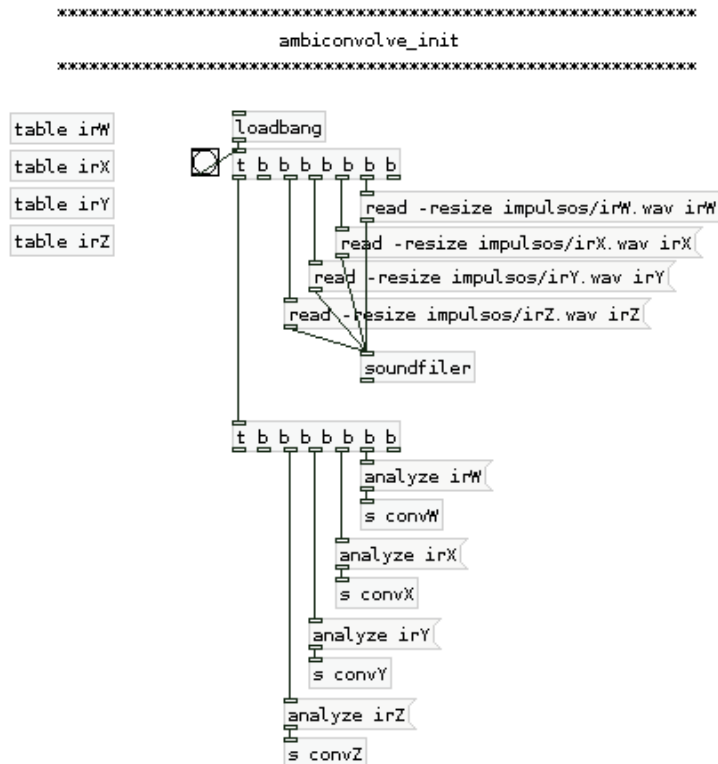 ************************************************************
ambiconvolve_init
************************************************************
table irW
table irX
table irY
table irZ
loadbang
t b b b b b b
read -resize impulsos/irW.wav irW
read -resize impulsos/irX.wav irX
read -resize impulsos/irY.wav irY
read -resize impulsos/irZ.wav irZ
soundfiler
t b b b b b b
analyze irW
s convW
analyze irX
s convX
analyze irY
s convY
analyze irZ
s convZ